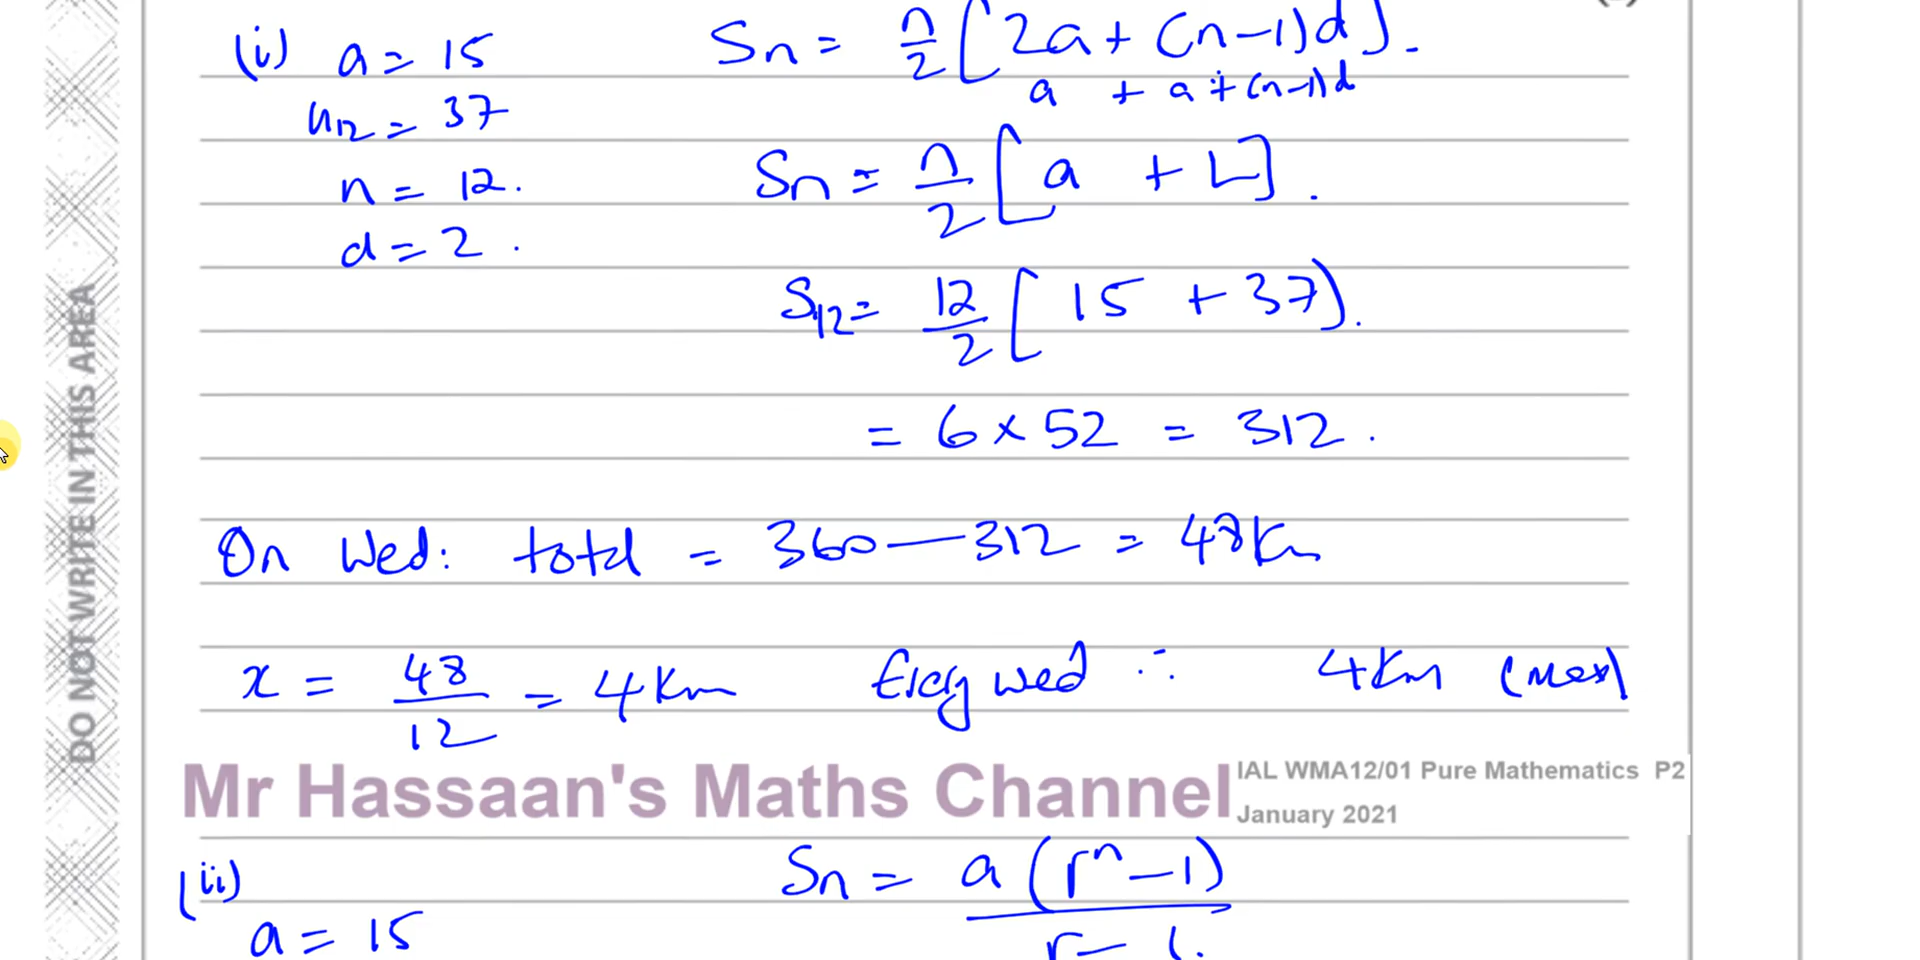 (i) a = 15 Sn = n/2 [2a + (n-1)d].
a + a + (n-1)d
u12 = 37
Sn = n/2 [a + L].
n = 12.
d = 2.
S12 = 12/2 [15 + 37).
= 6 × 52 = 312.
On Wed: total = 360 — 312 = 48km
x = 48/12 = 4km Every wed ∴ 4km (Max)
Mr Hassaan's Maths Channel
IAL WMA12/01 Pure Mathematics P2
January 2021
(ii) Sn = a(r^n - 1)/r - 1.
a = 15
DO NOT WRITE IN THIS AREA